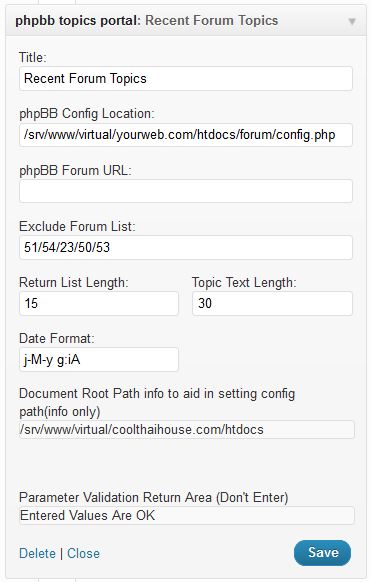 phpbb topics portal: Recent Forum Topics
Title:
Recent Forum Topics
phpBB Config Location:
/srv/www/virtual/yourweb.com/htdocs/forum/config.php
phpBB Forum URL:
Exclude Forum List:
51/54/23/50/53
Return List Length: Topic Text Length:
15 30
Date Format:
j-M-y g:iA
Document Root Path info to aid in setting config
path(info only)
/srv/www/virtual/coolthaihouse.com/htdocs
Parameter Validation Return Area (Don't Enter)
Entered Values Are OK
Delete | Close Save